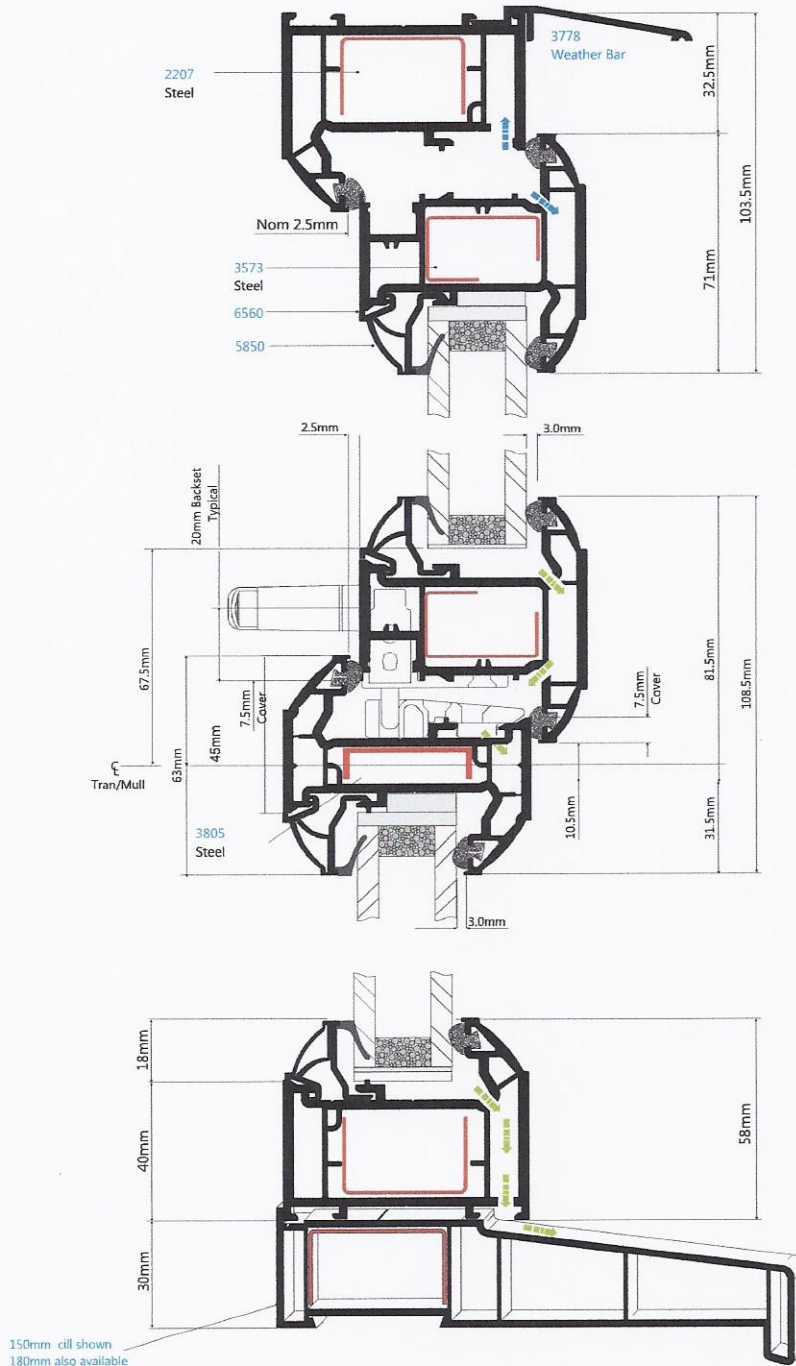 3778
Weather Bar
2207
Steel
32.5mm
103.5mm
Nom 2.5mm
71mm
3573
Steel
6560
5850
2.5mm
3.0mm
20mm Backset
Typical
67.5mm
81.5mm
108.5mm
7.5mm
Cover
7.5mm
Cover
45mm
63mm
℄
Tran/Mull
10.5mm
31.5mm
3805
Steel
3.0mm
18mm
40mm
58mm
30mm
150mm cill shown
180mm also available